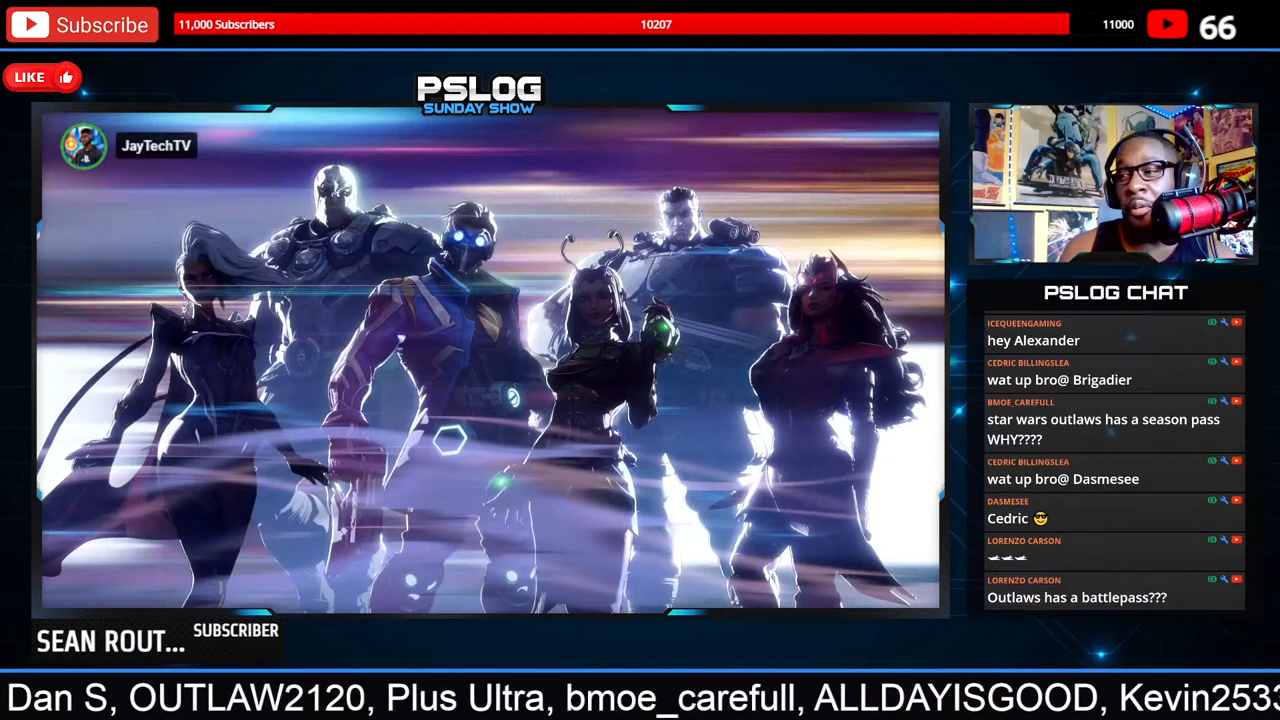 Subscribe
11,000 Subscribers
10207
11000
66
LIKE
PSLOG
SUNDAY SHOW
JayTechTV
PSLOG CHAT
ICEQUEENGAMING
hey Alexander
CEDRIC BILLINGSLEA
wat up bro@ Brigadier
BMOE_CAREFULL
star wars outlaws has a season pass
WHY????
CEDRIC BILLINGSLEA
wat up bro@ Dasmesee
DASMESEE
Cedric 😎
LORENZO CARSON
LORENZO CARSON
Outlaws has a battlepass???
SEAN ROUT...
SUBSCRIBER
Dan S, OUTLAW2120, Plus Ultra, bmoe_carefull, ALLDAYISGOOD, Kevin2533